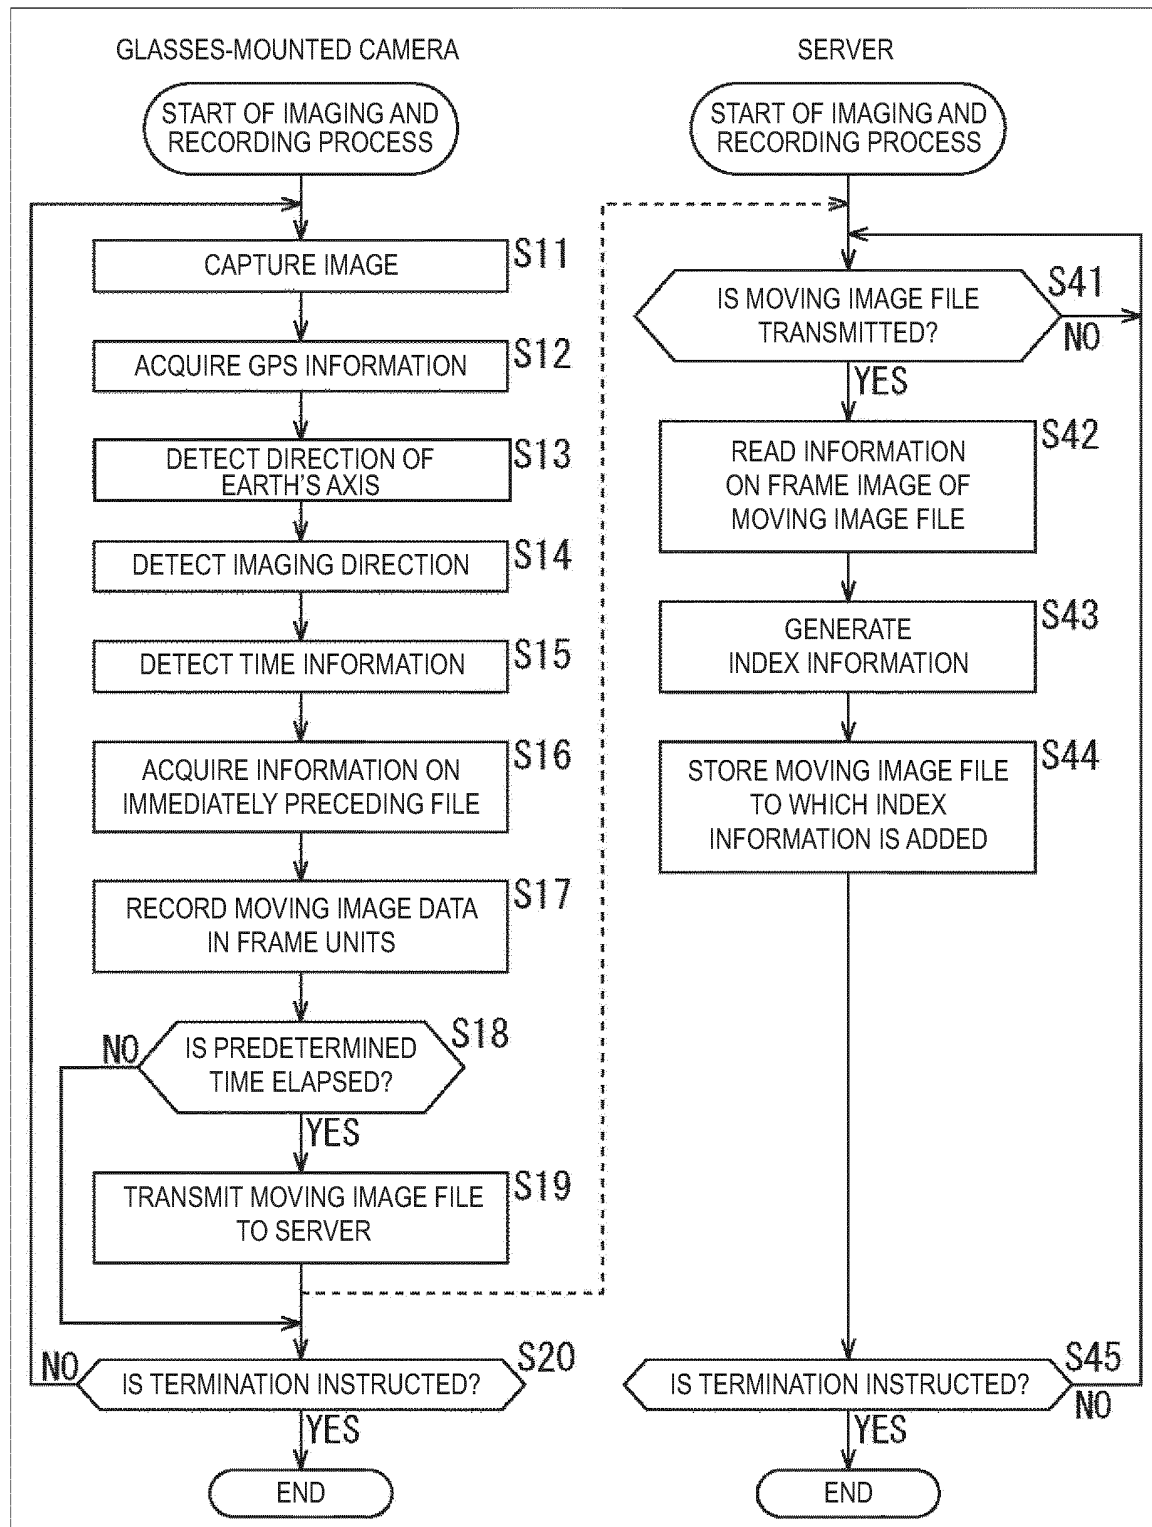 GLASSES-MOUNTED CAMERA
START OF IMAGING AND
RECORDING PROCESS
CAPTURE IMAGE
S11
ACQUIRE GPS INFORMATION
S12
DETECT DIRECTION OF
EARTH'S AXIS
S13
DETECT IMAGING DIRECTION
S14
DETECT TIME INFORMATION
S15
ACQUIRE INFORMATION ON
IMMEDIATELY PRECEDING FILE
S16
RECORD MOVING IMAGE DATA
IN FRAME UNITS
S17
IS PREDETERMINED
TIME ELAPSED?
S18
NO
YES
TRANSMIT MOVING IMAGE FILE
TO SERVER
S19
IS TERMINATION INSTRUCTED?
S20
NO
YES
END
SERVER
START OF IMAGING AND
RECORDING PROCESS
IS MOVING IMAGE FILE
TRANSMITTED?
S41
NO
YES
READ INFORMATION
ON FRAME IMAGE OF
MOVING IMAGE FILE
S42
GENERATE
INDEX INFORMATION
S43
STORE MOVING IMAGE FILE
TO WHICH INDEX
INFORMATION IS ADDED
S44
IS TERMINATION INSTRUCTED?
S45
NO
YES
END